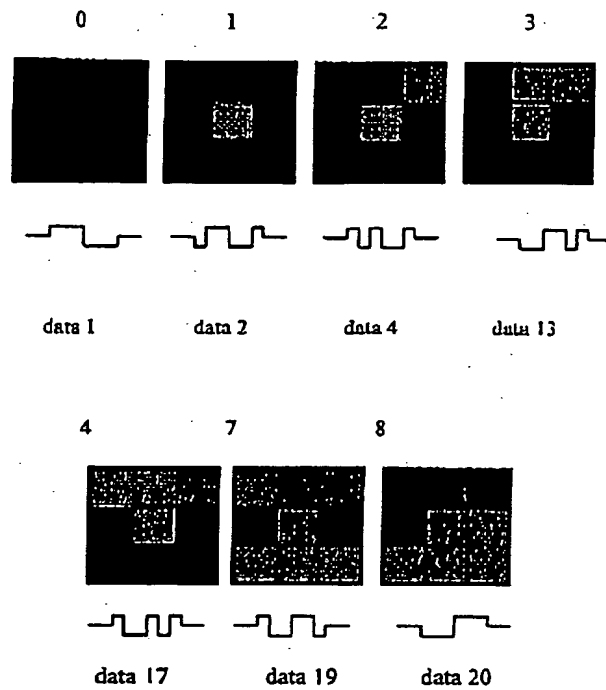 0 1 2 3
data 1 data 2 data 4 data 13
4 7 8
data 17 data 19 data 20